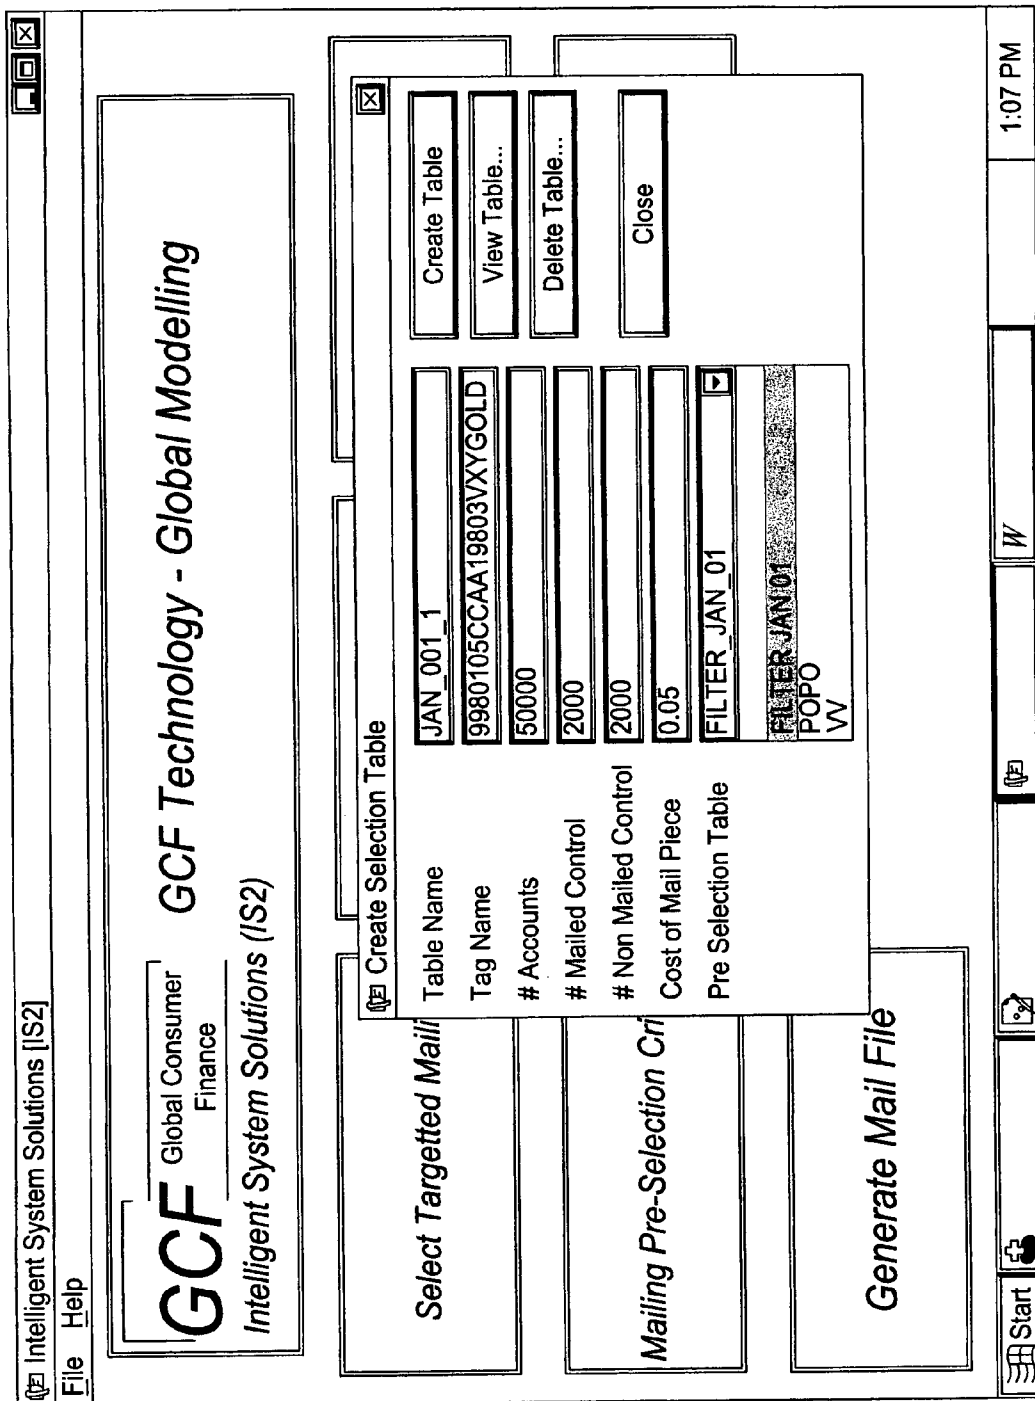 Intelligent System Solutions [IS2]
File Help
GCF Global Consumer
Finance
GCF Technology - Global Modelling
Intelligent System Solutions (IS2)
Select Targetted Maili
Mailing Pre-Selection Cri
Generate Mail File
Create Selection Table
Table Name JAN_001_1 Create Table
Tag Name 9980105CCAA19803VXYGOLD View Table...
# Accounts 50000 Delete Table...
# Mailed Control 2000
# Non Mailed Control 2000 Close
Cost of Mail Piece 0.05
Pre Selection Table FILTER_JAN_01
FILTER JAN 01
POPO
VV
Start W 1:07 PM